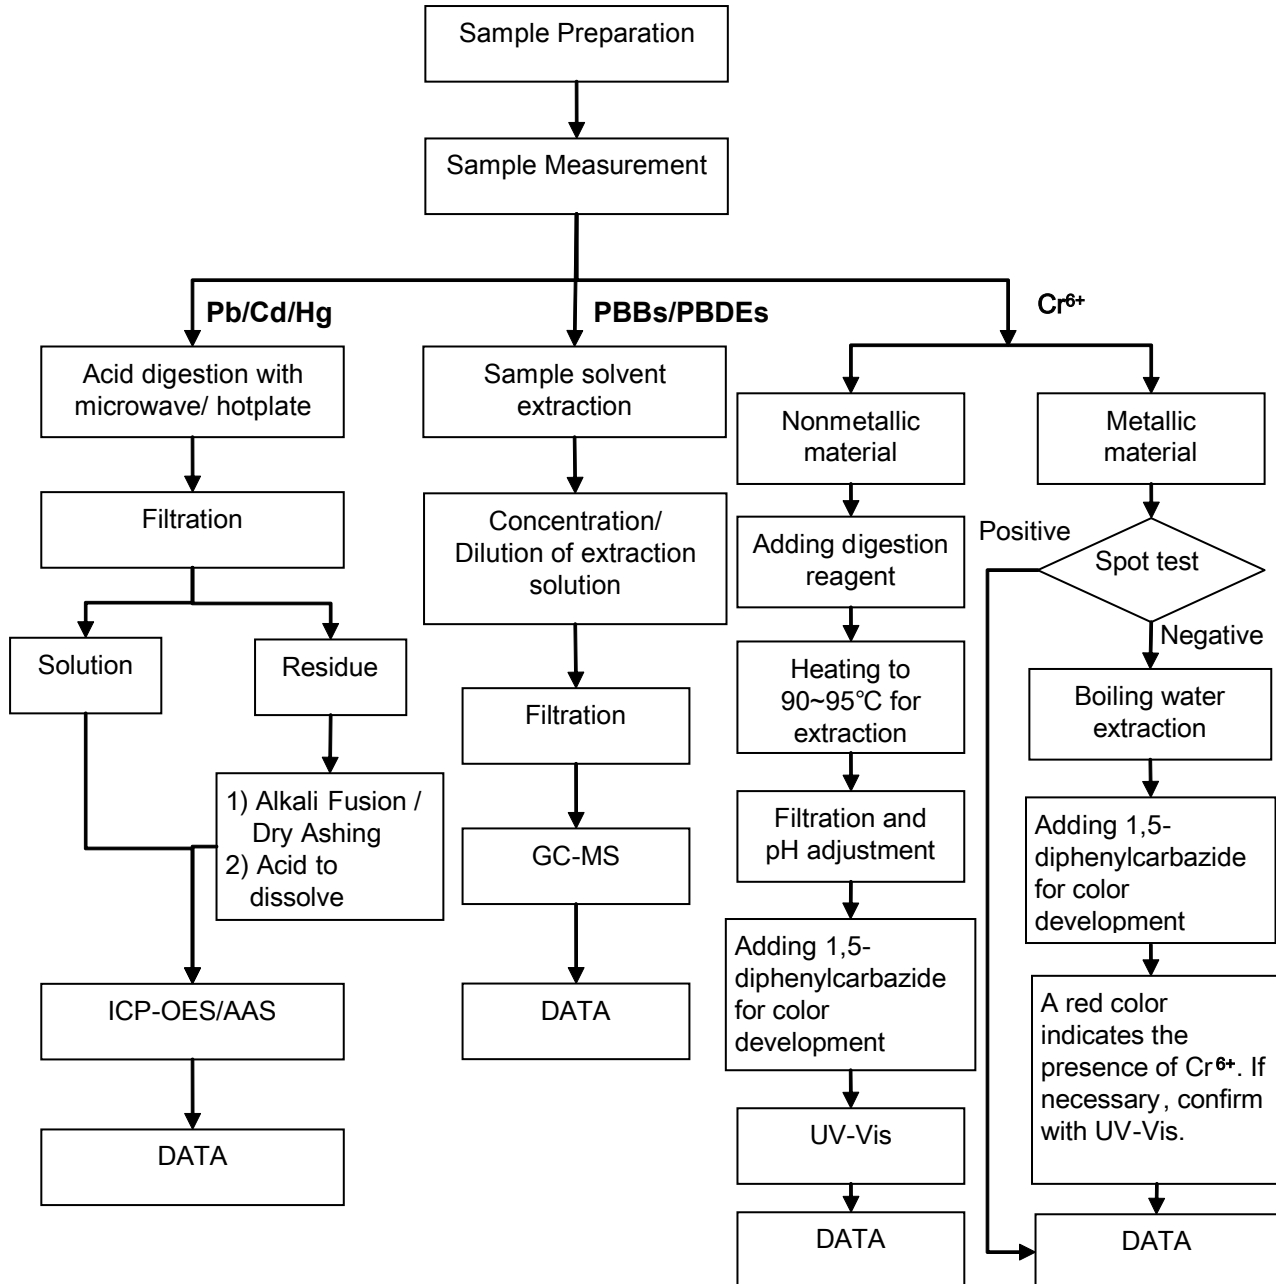 Sample Preparation
Sample Measurement
Pb/Cd/Hg
PBBs/PBDEs
Cr⁶⁺
Acid digestion with
microwave/ hotplate
Filtration
Solution
Residue
1) Alkali Fusion /
Dry Ashing
2) Acid to
dissolve
ICP-OES/AAS
DATA
Sample solvent
extraction
Concentration/
Dilution of extraction
solution
Filtration
GC-MS
DATA
Nonmetallic
material
Adding digestion
reagent
Heating to
90~95℃ for
extraction
Filtration and
pH adjustment
Adding 1,5-
diphenylcarbazide
for color
development
UV-Vis
DATA
Metallic
material
Positive
Spot test
Negative
Boiling water
extraction
Adding 1,5-
diphenylcarbazide
for color
development
A red color
indicates the
presence of Cr⁶⁺. If
necessary, confirm
with UV-Vis.
DATA